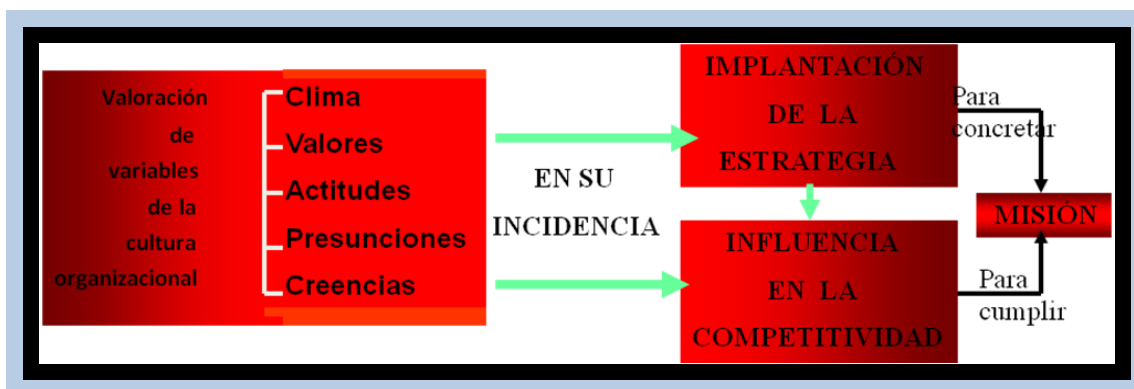 Valoración
de
variables
de la
cultura
organizacional
Clima
Valores
Actitudes
Presunciones
Creencias
EN SU
INCIDENCIA
IMPLANTACIÓN
DE LA
ESTRATEGIA
INFLUENCIA
EN LA
COMPETITIVIDAD
Para
concretar
MISIÓN
Para
cumplir